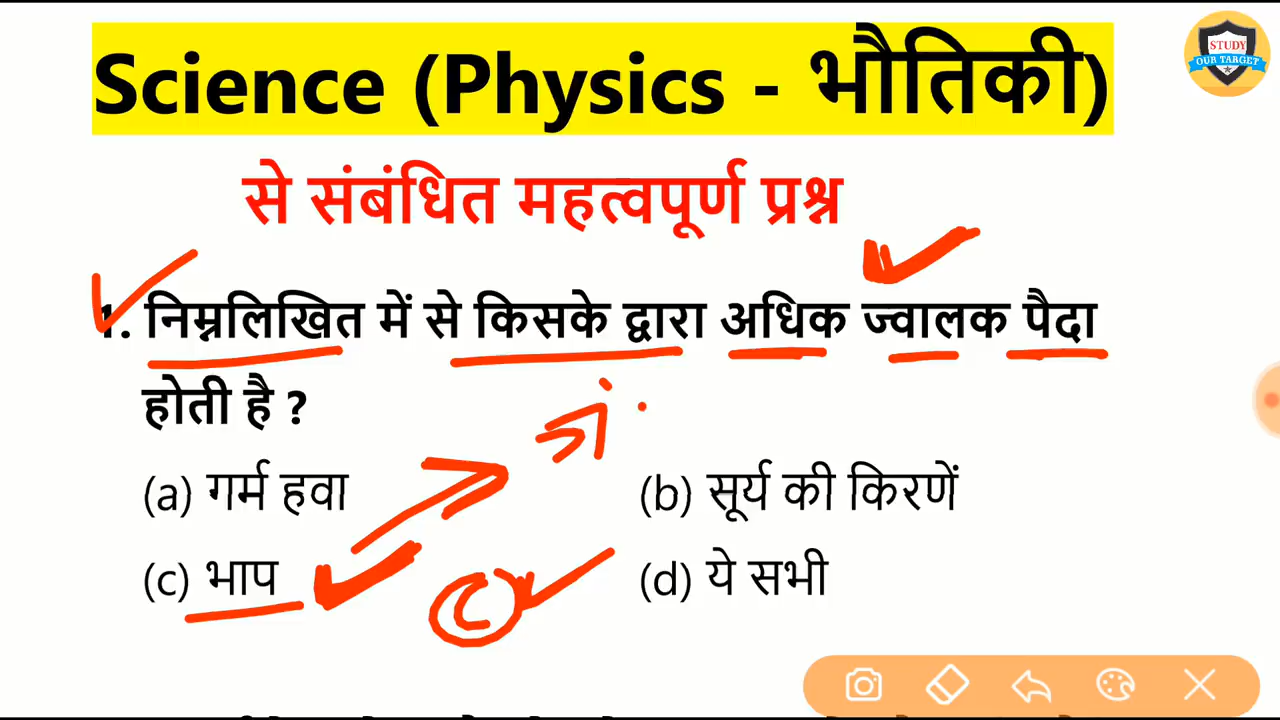 Science (Physics - भौतिकी)
STUDY
OUR TARGET
से संबंधित महत्वपूर्ण प्रश्न
1. निम्नलिखित में से किसके द्वारा अधिक ज्वालक पैदा
होती है ?
(a) गर्म हवा
(b) सूर्य की किरणें
(c) भाप
(d) ये सभी
C